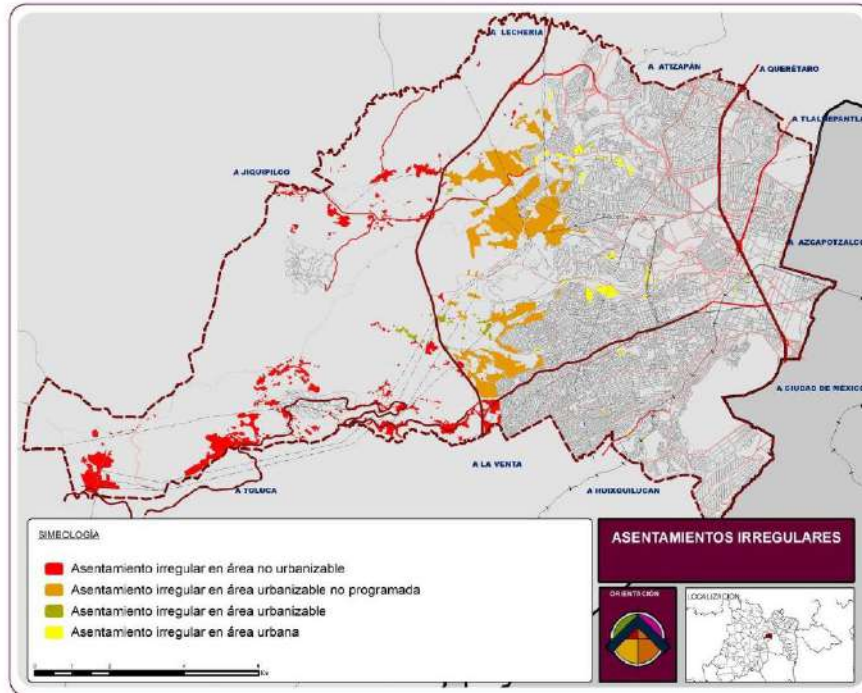 A LECHERIA
A ATIZAPÁN
A QUERÉTARO
A TLALNEPANTLA
A JIQUIPILCO
A AZCAPOTZALCO
A CIUDAD DE MÉXICO
A LA VENTA
A TOLUCA
A HUIXQUILUCAN
SIMBOLOGÍA
Asentamiento irregular en área no urbanizable
Asentamiento irregular en área urbanizable no programada
Asentamiento irregular en área urbanizable
Asentamiento irregular en área urbana
ASENTAMIENTOS IRREGULARES
ORIENTACIÓN
LOCALIZACIÓN